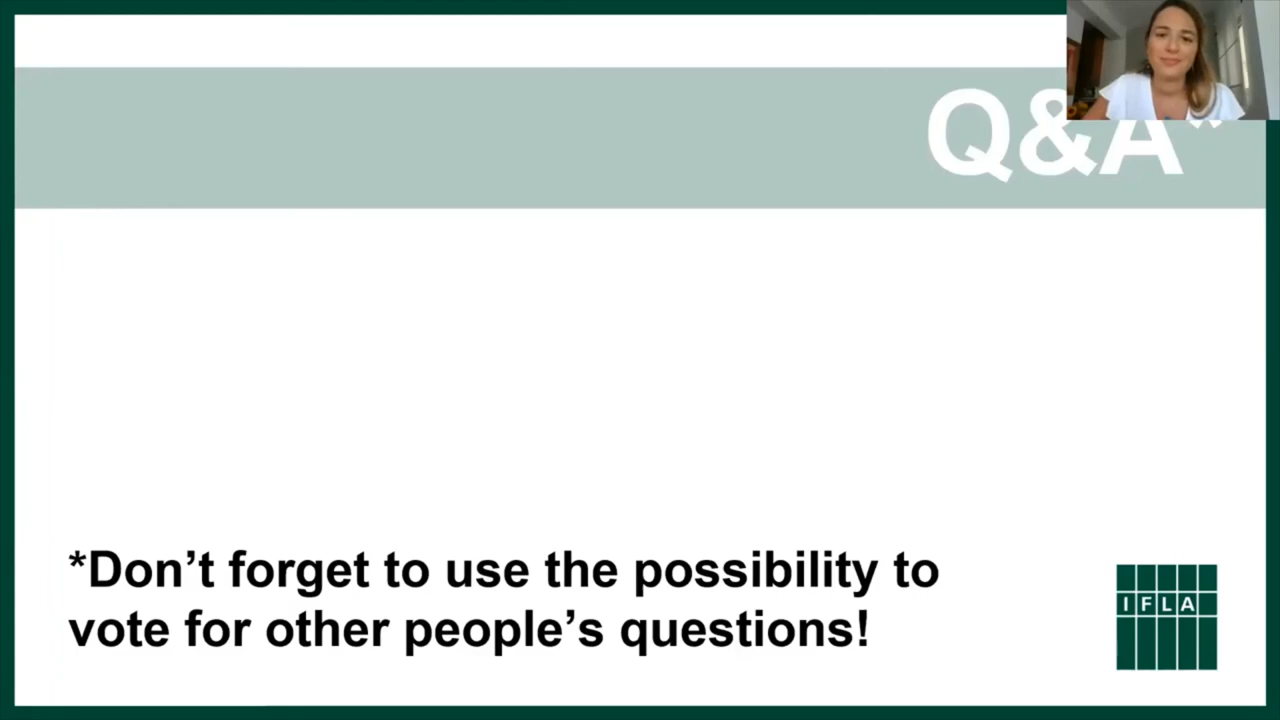 Q&A*
*Don’t forget to use the possibility to
vote for other people’s questions!
IFLA